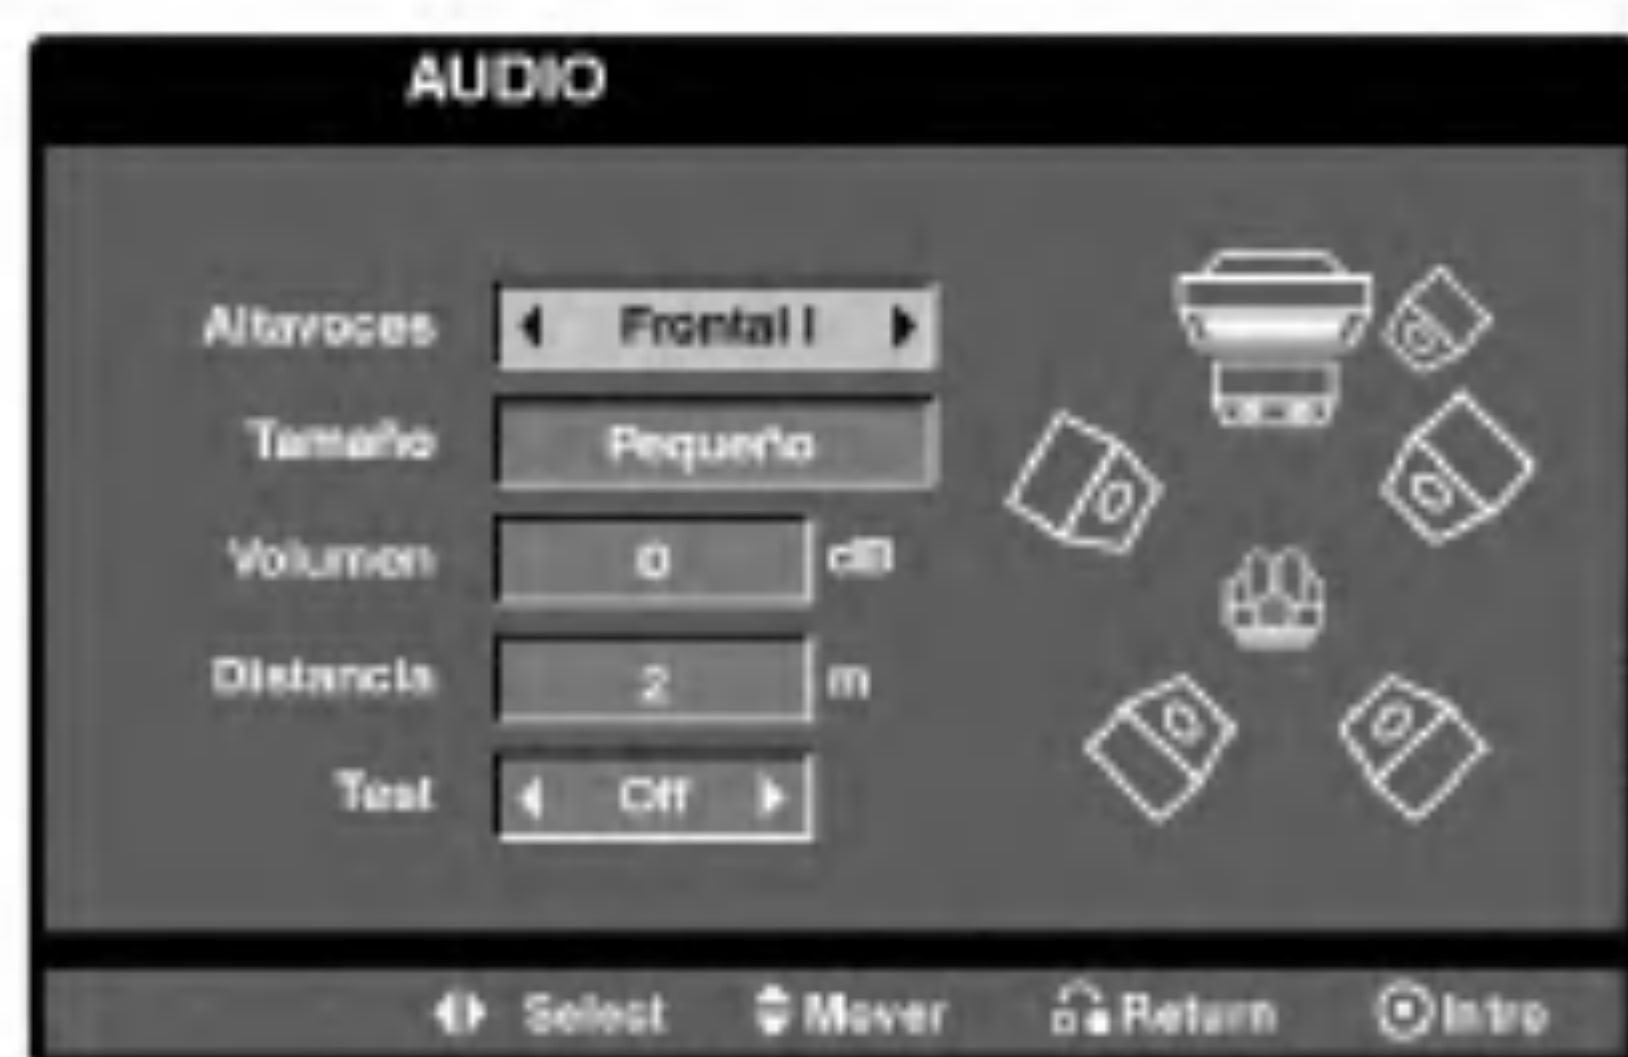 AUDIO
Altavoces Frontal I
Tamaño Pequeño
Volumen 0 dB
Distancia 2 m
Test Off
Select Mover Return Intro